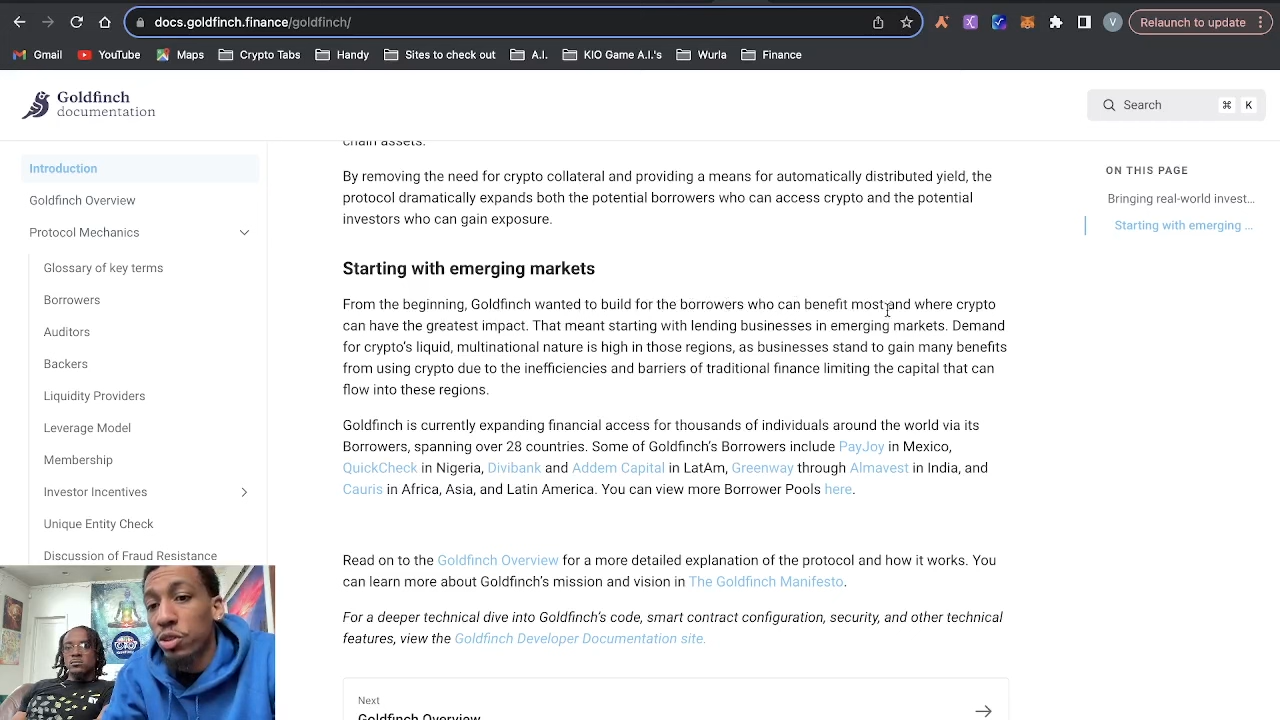 docs.goldfinch.finance/goldfinch/
V
Relaunch to update
Gmail
YouTube
Maps
Crypto Tabs
Handy
Sites to check out
A.I.
KIO Game A.I.'s
Wurla
Finance
Goldfinch
documentation
Search
⌘ K
Introduction
Goldfinch Overview
Protocol Mechanics
Glossary of key terms
Borrowers
Auditors
Backers
Liquidity Providers
Leverage Model
Membership
Investor Incentives
Unique Entity Check
Discussion of Fraud Resistance
chain assets.
By removing the need for crypto collateral and providing a means for automatically distributed yield, the
protocol dramatically expands both the potential borrowers who can access crypto and the potential
investors who can gain exposure.
Starting with emerging markets
From the beginning, Goldfinch wanted to build for the borrowers who can benefit most and where crypto
can have the greatest impact. That meant starting with lending businesses in emerging markets. Demand
for crypto's liquid, multinational nature is high in those regions, as businesses stand to gain many benefits
from using crypto due to the inefficiencies and barriers of traditional finance limiting the capital that can
flow into these regions.
Goldfinch is currently expanding financial access for thousands of individuals around the world via its
Borrowers, spanning over 28 countries. Some of Goldfinch's Borrowers include PayJoy in Mexico,
QuickCheck in Nigeria, Divibank and Addem Capital in LatAm, Greenway through Almavest in India, and
Cauris in Africa, Asia, and Latin America. You can view more Borrower Pools here.
Read on to the Goldfinch Overview for a more detailed explanation of the protocol and how it works. You
can learn more about Goldfinch's mission and vision in The Goldfinch Manifesto.
For a deeper technical dive into Goldfinch's code, smart contract configuration, security, and other technical
features, view the Goldfinch Developer Documentation site.
Next
Goldfinch Overview
ON THIS PAGE
Bringing real-world invest...
Starting with emerging ...